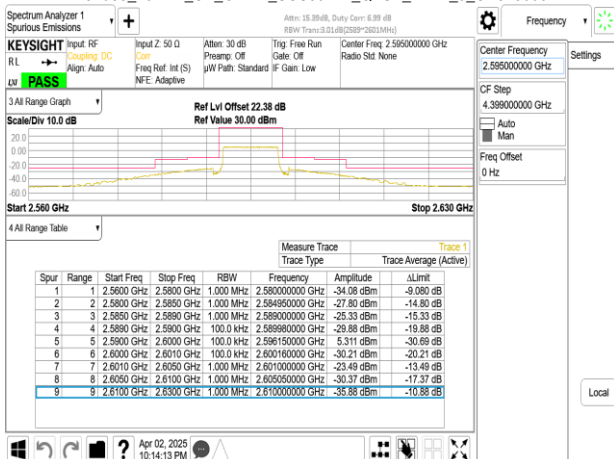 Spectrum Analyzer 1
Spurious Emissions
Attn: 15.39dB, Duty Corr: 6.99 dB
RBW Trans:3.01dB(2589~2601MHz)
Frequency
KEYSIGHT
RL
PASS
Input: RF
Coupling: DC
Align: Auto
Input Z: 50 Ω
Corr
Freq Ref: Int (S)
NFE: Adaptive
Atten: 30 dB
Preamp: Off
µW Path: Standard
Trig: Free Run
Gate: Off
IF Gain: Low
Center Freq: 2.595000000 GHz
Radio Std: None
Center Frequency
2.595000000 GHz
Settings
CF Step
4.399000000 GHz
Auto
Man
Freq Offset
0 Hz
3 All Range Graph
Scale/Div 10.0 dB
Ref Lvl Offset 22.38 dB
Ref Value 30.00 dBm
20.0
0.00
-20.0
-40.0
-60.0
Start 2.560 GHz
Stop 2.630 GHz
4 All Range Table
Measure Trace Trace 1
Trace Type Trace Average (Active)
Spur Range Start Freq Stop Freq RBW Frequency Amplitude ΔLimit
1 1 2.5600 GHz 2.5800 GHz 1.000 MHz 2.580000000 GHz -34.08 dBm -9.080 dB
2 2 2.5800 GHz 2.5850 GHz 1.000 MHz 2.584950000 GHz -27.80 dBm -14.80 dB
3 3 2.5850 GHz 2.5890 GHz 1.000 MHz 2.589000000 GHz -25.33 dBm -15.33 dB
4 4 2.5890 GHz 2.5900 GHz 100.0 kHz 2.589980000 GHz -29.88 dBm -19.88 dB
5 5 2.5900 GHz 2.6000 GHz 100.0 kHz 2.596150000 GHz 5.311 dBm -30.69 dB
6 6 2.6000 GHz 2.6010 GHz 100.0 kHz 2.600160000 GHz -30.21 dBm -20.21 dB
7 7 2.6010 GHz 2.6050 GHz 1.000 MHz 2.601000000 GHz -23.49 dBm -13.49 dB
8 8 2.6050 GHz 2.6100 GHz 1.000 MHz 2.605050000 GHz -30.37 dBm -17.37 dB
9 9 2.6100 GHz 2.6300 GHz 1.000 MHz 2.610000000 GHz -35.88 dBm -10.88 dB
Local
?
Apr 02, 2025
10:14:13 PM